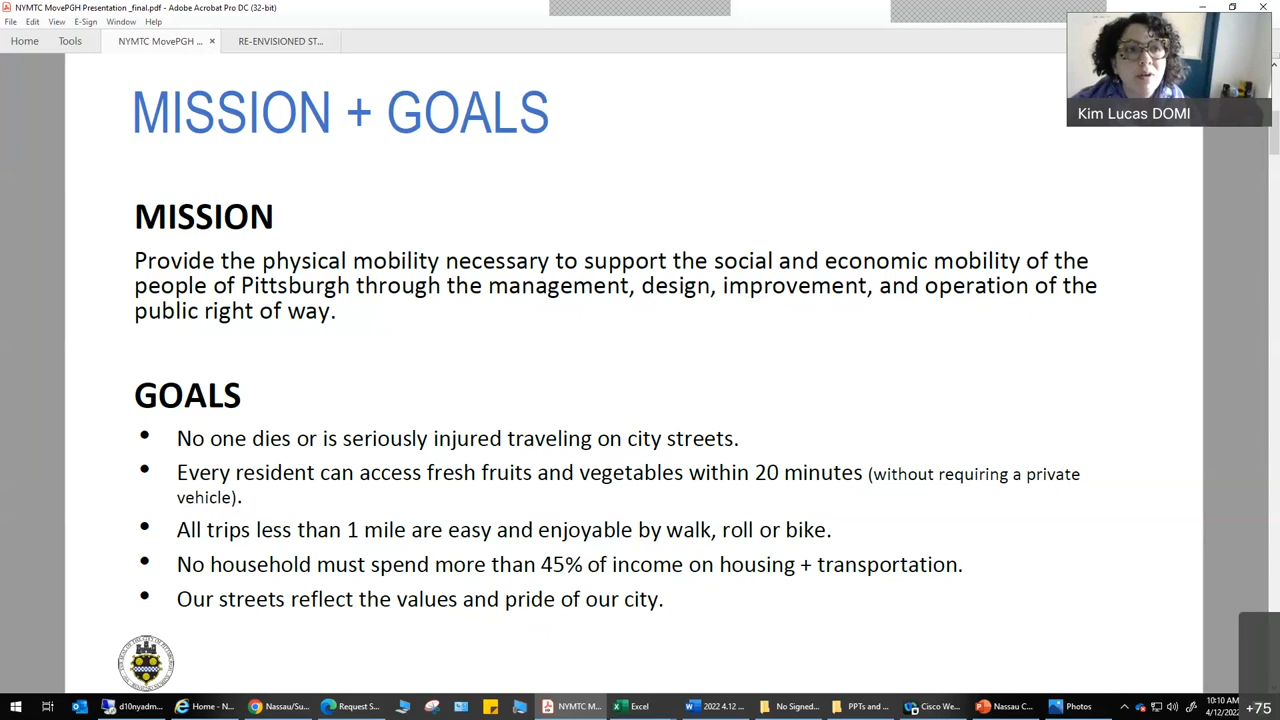 NYMTC MovePGH Presentation _final.pdf - Adobe Acrobat Pro DC (32-bit)
File Edit View E-Sign Window Help
Home Tools NYMTC MovePGH ... × RE-ENVISIONED ST...
MISSION + GOALS
Kim Lucas DOMI
MISSION
Provide the physical mobility necessary to support the social and economic mobility of the
people of Pittsburgh through the management, design, improvement, and operation of the
public right of way.
GOALS
• No one dies or is seriously injured traveling on city streets.
• Every resident can access fresh fruits and vegetables within 20 minutes (without requiring a private
vehicle).
• All trips less than 1 mile are easy and enjoyable by walk, roll or bike.
• No household must spend more than 45% of income on housing + transportation.
• Our streets reflect the values and pride of our city.
d10nyadm... Home - N... Nassau/Su... Request S... NYMTC M... Excel 2022 4.12 ... No Signed... PPTs and ... Cisco We... Nassau C... Photos
10:10 AM
4/12/2022
+75